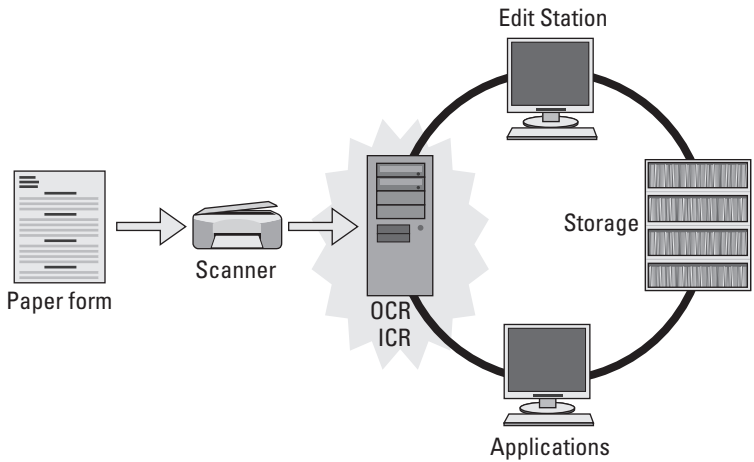 Edit Station
Storage
Scanner
Paper form
OCR
ICR
Applications